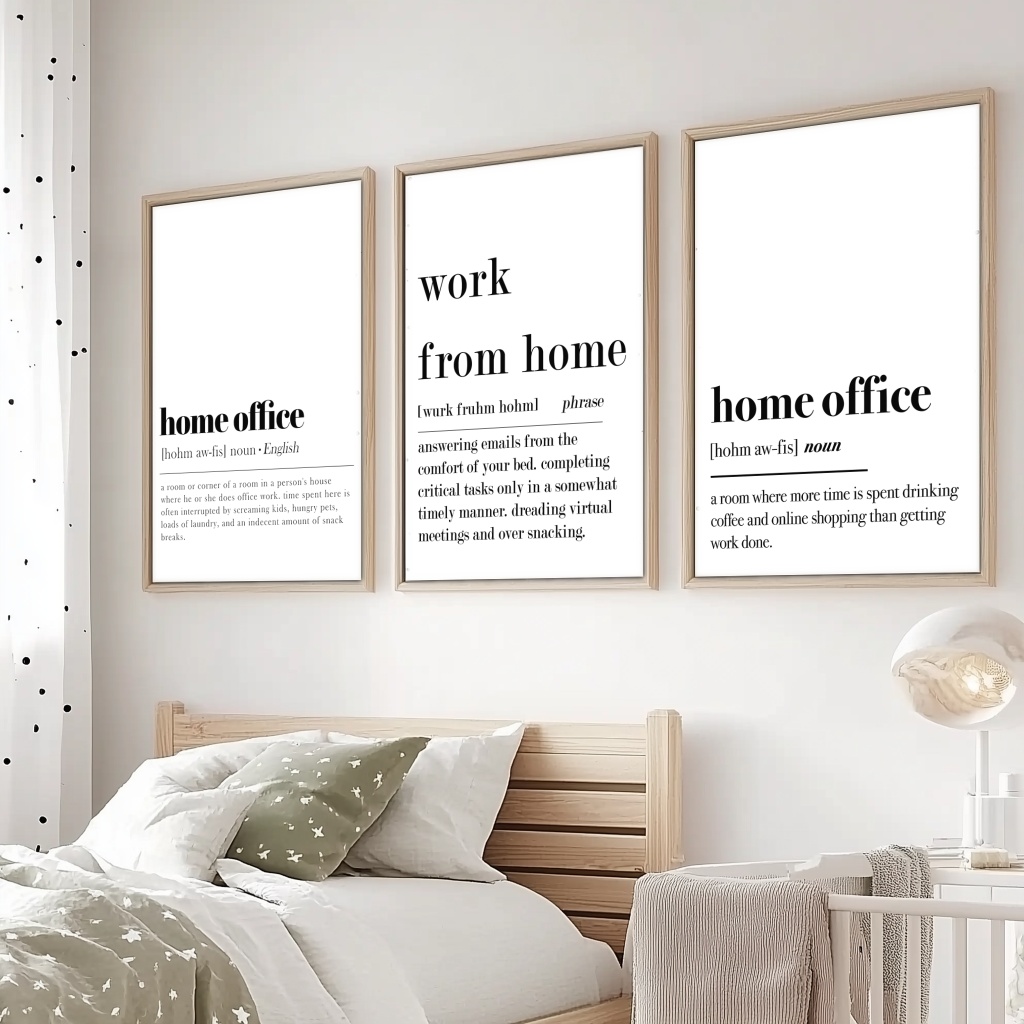 home office
[hohm aw-fis] noun • English
a room or corner of a room in a person's house
where he or she does office work. time spent here is
often interrupted by screaming kids, hungry pets,
loads of laundry, and an indecent amount of snack
breaks.
work
from home
[wurk fruhm hohml phrase
answering emails from the
comfort of your bed. completing
critical tasks only in a somewhat
timely manner. dreading virtual
meetings and over snacking.
home office
[hohm aw-fis] noun
a room where more time is spent drinking
coffee and online shopping than getting
work done.